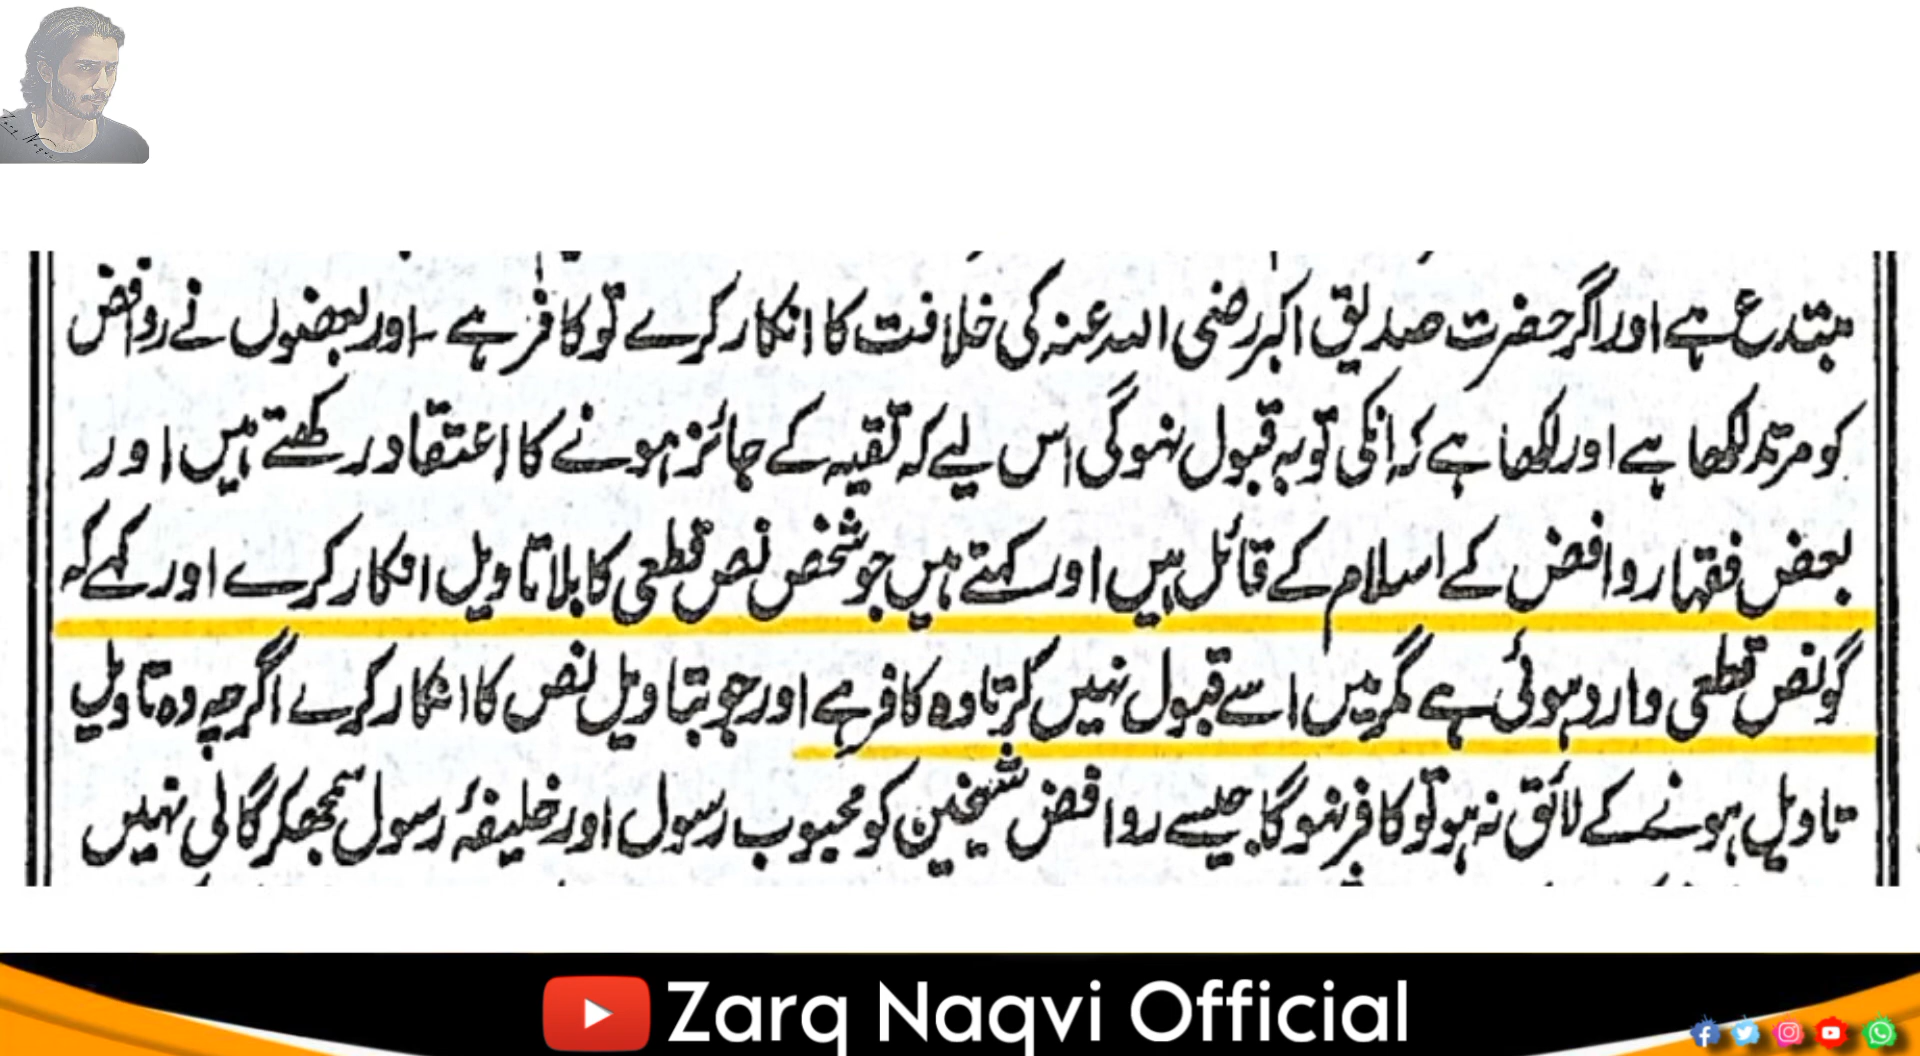 Zarq Naqvi
مبتدع ہے اور اگر حضرت صدیق اکبر رضی اللہ عنہ کی خلافت کا انکار کرے تو کافر ہے ۔ اور بعضوں نے روافض
کو مرتد لکھا ہے اور لکھا ہے کہ انکی توبہ قبول نہوگی اس لیے کہ تقیہ کے جائز ہونے کا اعتقاد رکھتے ہیں اور
بعض فقہا روافض کے اسلام کے قائل ہیں اور کہتے ہیں جو شخص نص قطعی کا بلا تاویل انکار کرے اور کہے کہ
گو نص قطعی وارد ہوئی ہے مگر میں اسے قبول نہیں کرتا وہ کافر ہے اور جو بتاویل نص کا انکار کرے اگرچہ وہ تاویل
تاویل ہونے کے لائق نہ ہو تو کافر نہوگا جیسے روافض شیخین کو محبوب رسول اور خلیفۂ رسول سمجھکر گالی نہیں
Zarq Naqvi Official